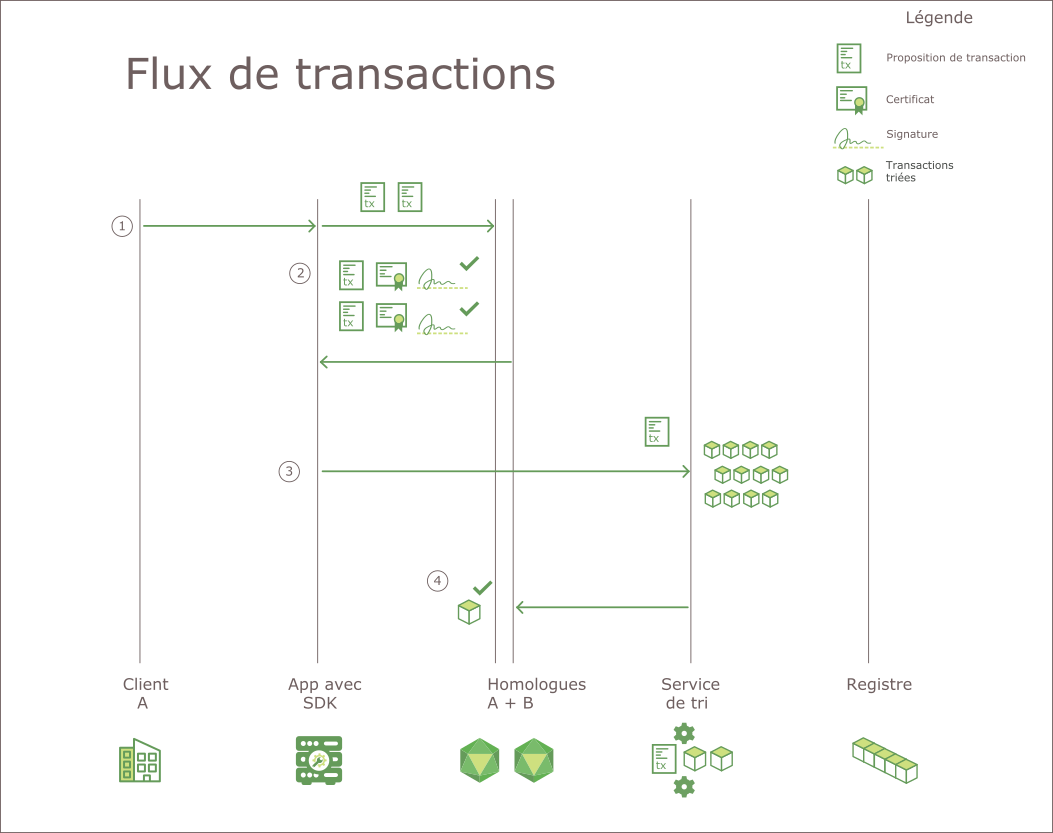 Légende
Flux de transactions
tx
Proposition de transaction
Certificat
Signature
Transactions
triées
tx
tx
1
2
tx
tx
tx
3
4
Client
A
App avec
SDK
Homologues
A + B
Service
de tri
Registre
tx